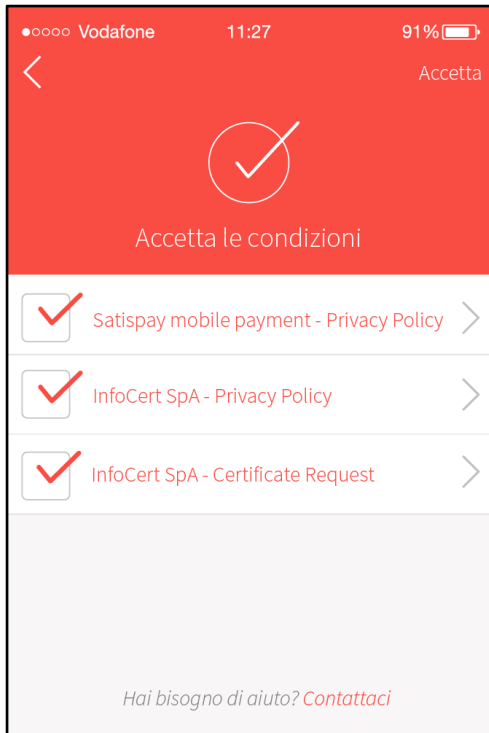 Vodafone 11:27 91%
Accetta
Accetta le condizioni
Satispay mobile payment - Privacy Policy
InfoCert SpA - Privacy Policy
InfoCert SpA - Certificate Request
Hai bisogno di aiuto? Contattaci